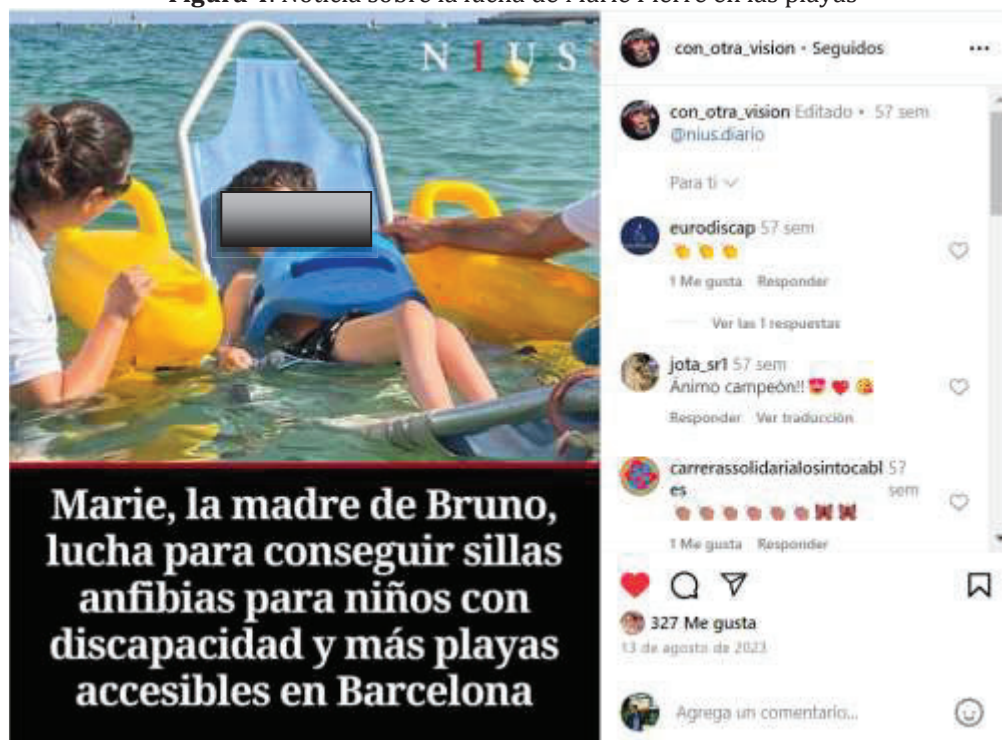 Figura 4. Noticia sobre la lucha de Marie Pierre en las playas
N I U S
Marie, la madre de Bruno,
lucha para conseguir sillas
anfibias para niños con
discapacidad y más playas
accesibles en Barcelona
con_otra_vision • Seguidos
con_otra_vision Editado • 57 sem
@nius.diario
Para ti
eurodiscap 57 sem
1 Me gusta Responder
Ver las 1 respuestas
jota_sr1 57 sem
Ánimo campeón!! 😍 ❤️ 😘
Responder Ver traducción
carrerassolidarialosintocabl 57
es sem
1 Me gusta Responder
327 Me gusta
13 de agosto de 2023
Agrega un comentario...